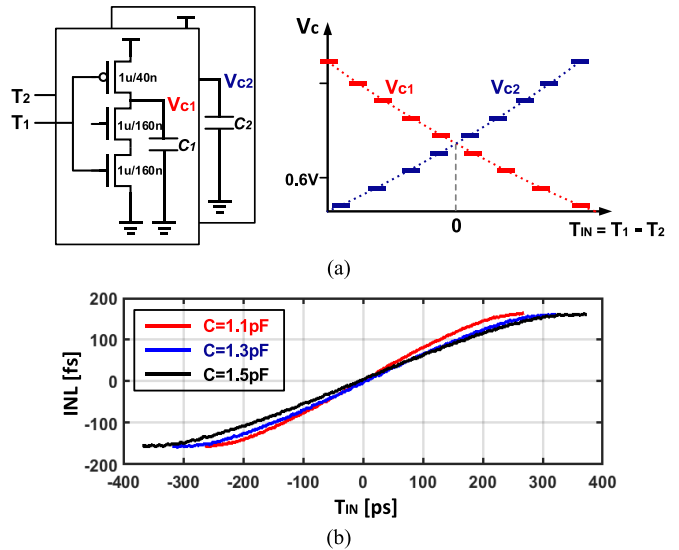 T2
T1
1u/40n
1u/160n
1u/160n
Vc1
C1
Vc2
C2
Vc
Vc1
Vc2
0.6V
0
TIN = T1 - T2
(a)
INL [fs]
200
100
0
-100
-200
C=1.1pF
C=1.3pF
C=1.5pF
-400 -300 -200 -100 0 100 200 300 400
TIN [ps]
(b)